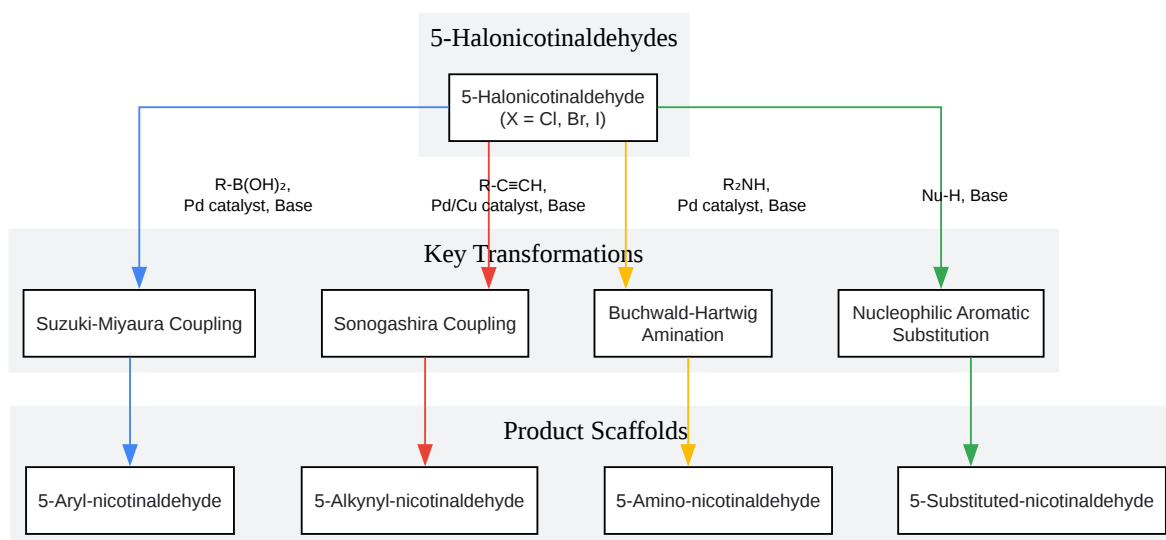 5-Halonicotinaldehydes
5-Halonicotinaldehyde
(X = Cl, Br, I)
R-B(OH)₂,
Pd catalyst, Base
R-C≡CH,
Pd/Cu catalyst, Base
R₂NH,
Pd catalyst, Base
Nu-H, Base
Key Transformations
Suzuki-Miyaura Coupling
Sonogashira Coupling
Buchwald-Hartwig
Amination
Nucleophilic Aromatic
Substitution
Product Scaffolds
5-Aryl-nicotinaldehyde
5-Alkynyl-nicotinaldehyde
5-Amino-nicotinaldehyde
5-Substituted-nicotinaldehyde